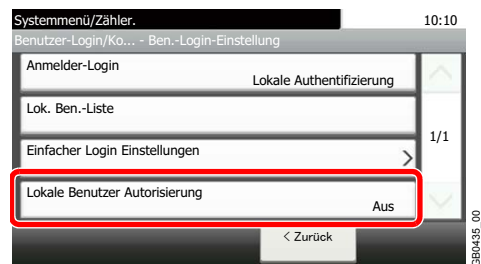 Systemmenü/Zähler. 10:10
Benutzer-Login/Ko... - Ben.-Login-Einstellung
Anmelder-Login
Lokale Authentifizierung
Lok. Ben.-Liste
1/1
Einfacher Login Einstellungen
Lokale Benutzer Autorisierung
Aus
< Zurück
GB0435_00